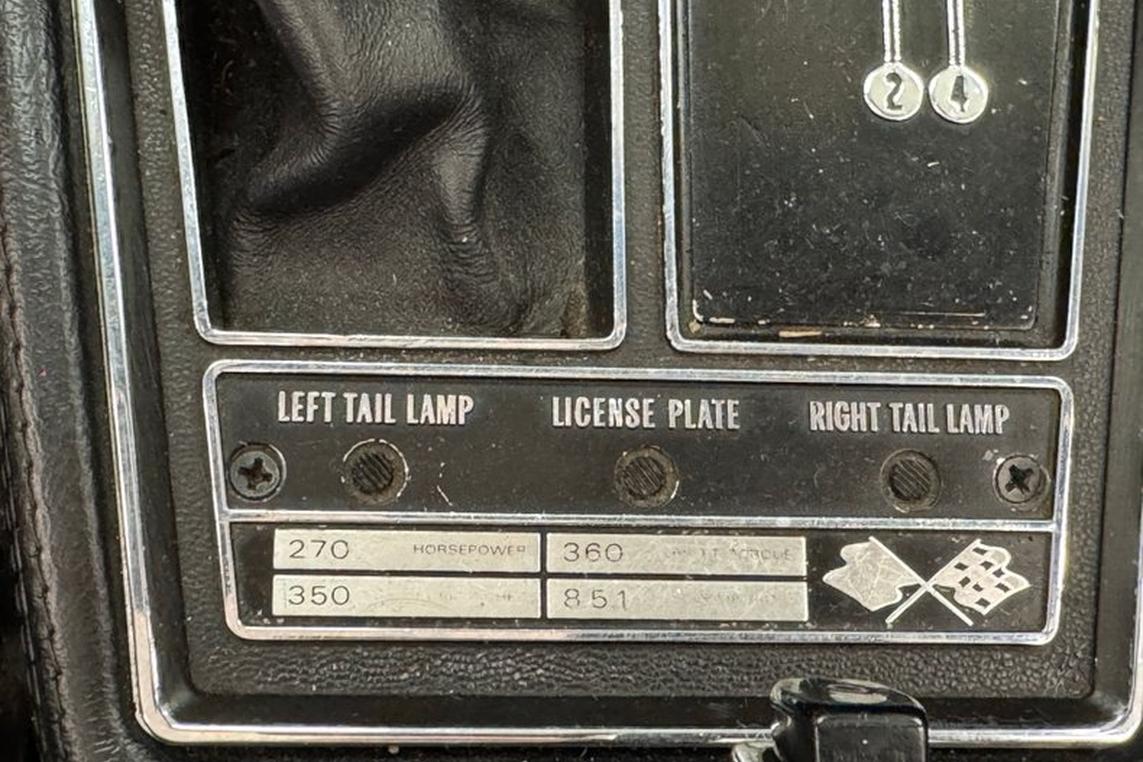 2 4
LEFT TAIL LAMP LICENSE PLATE RIGHT TAIL LAMP
270 HORSEPOWER 360
350 851